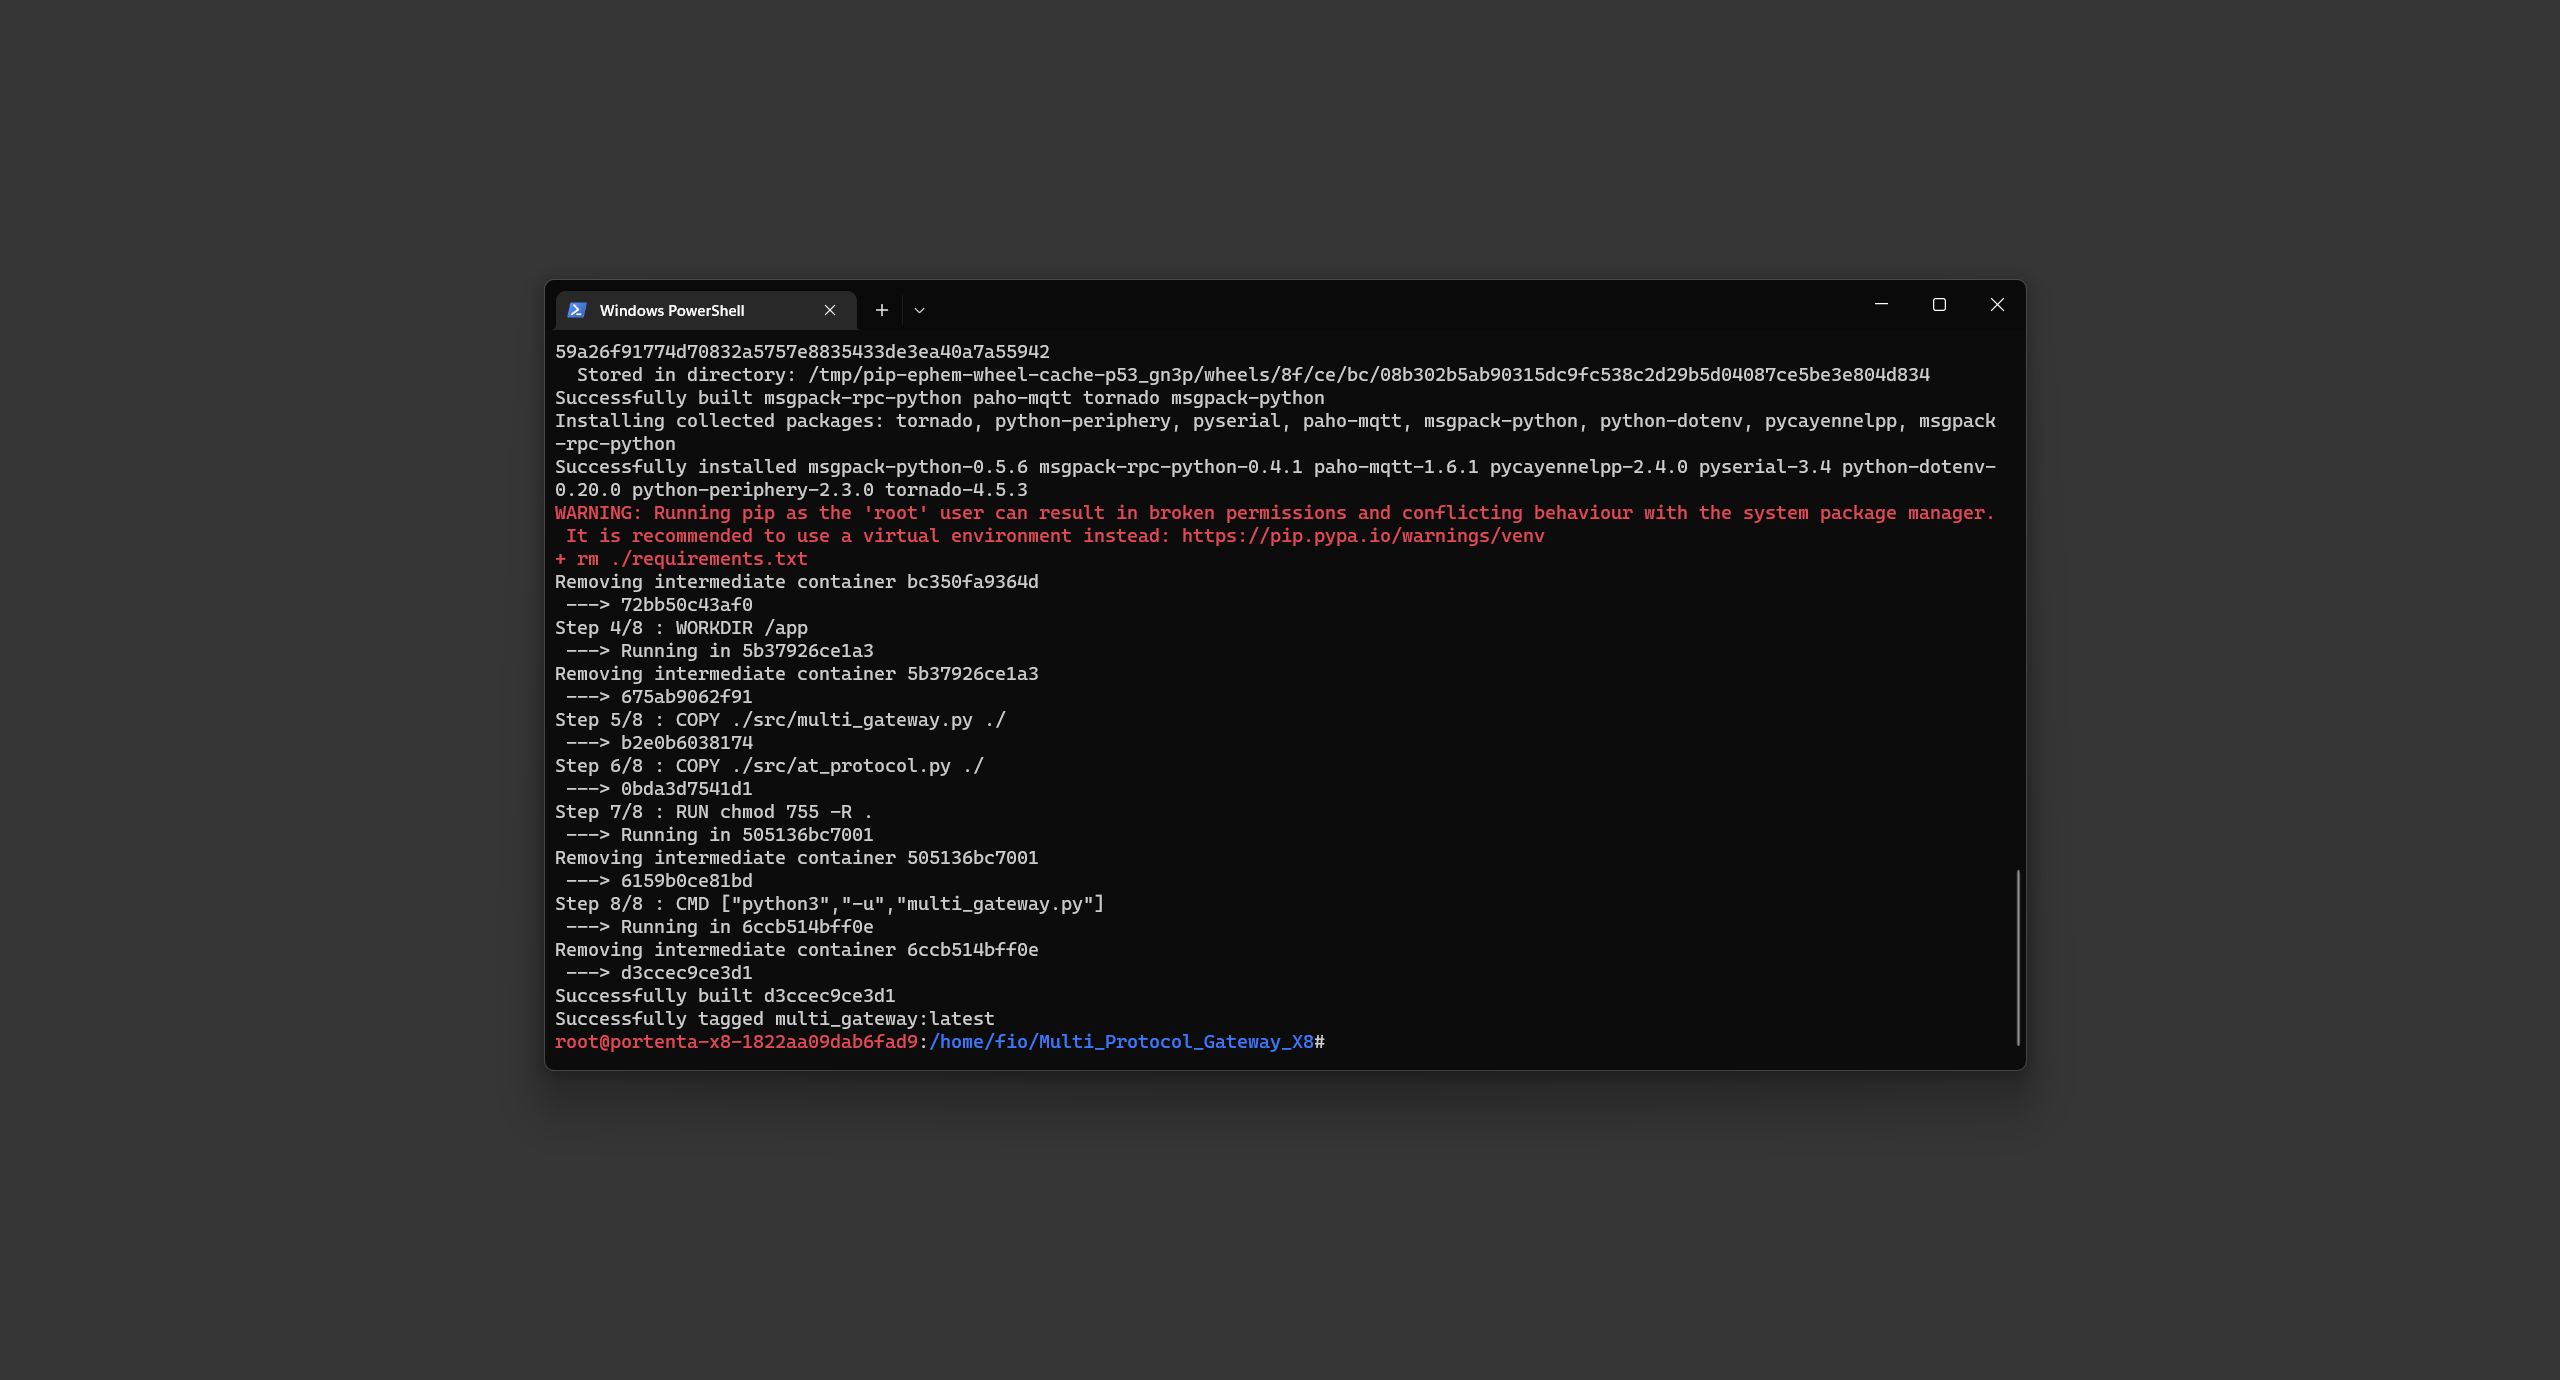 Windows PowerShell
59a26f91774d70832a5757e8835433de3ea40a7a55942
  Stored in directory: /tmp/pip-ephem-wheel-cache-p53_gn3p/wheels/8f/ce/bc/08b302b5ab90315dc9fc538c2d29b5d04087ce5be3e804d834
Successfully built msgpack-rpc-python paho-mqtt tornado msgpack-python
Installing collected packages: tornado, python-periphery, pyserial, paho-mqtt, msgpack-python, python-dotenv, pycayennelpp, msgpack
-rpc-python
Successfully installed msgpack-python-0.5.6 msgpack-rpc-python-0.4.1 paho-mqtt-1.6.1 pycayennelpp-2.4.0 pyserial-3.4 python-dotenv-
0.20.0 python-periphery-2.3.0 tornado-4.5.3
WARNING: Running pip as the 'root' user can result in broken permissions and conflicting behaviour with the system package manager.
 It is recommended to use a virtual environment instead: https://pip.pypa.io/warnings/venv
+ rm ./requirements.txt
Removing intermediate container bc350fa9364d
 ---> 72bb50c43af0
Step 4/8 : WORKDIR /app
 ---> Running in 5b37926ce1a3
Removing intermediate container 5b37926ce1a3
 ---> 675ab9062f91
Step 5/8 : COPY ./src/multi_gateway.py ./
 ---> b2e0b6038174
Step 6/8 : COPY ./src/at_protocol.py ./
 ---> 0bda3d7541d1
Step 7/8 : RUN chmod 755 -R .
 ---> Running in 505136bc7001
Removing intermediate container 505136bc7001
 ---> 6159b0ce81bd
Step 8/8 : CMD ["python3","-u","multi_gateway.py"]
 ---> Running in 6ccb514bff0e
Removing intermediate container 6ccb514bff0e
 ---> d3ccec9ce3d1
Successfully built d3ccec9ce3d1
Successfully tagged multi_gateway:latest
root@portenta-x8-1822aa09dab6fad9:/home/fio/Multi_Protocol_Gateway_X8#